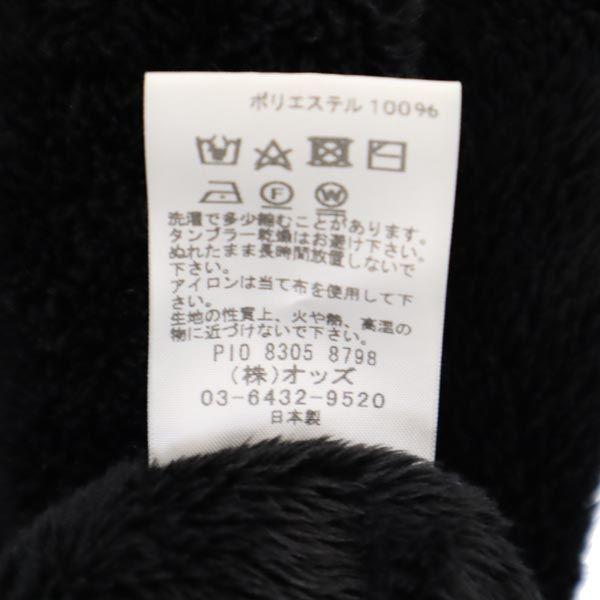 ポリエステル 100%
F W
洗濯で多少縮むことがあります。
タンブラー乾燥はお避け下さい。
ぬれたまま長時間放置しないで
下さい。
アイロンは当て布を使用して下
さい。
生地の性質上、火や熱、高温の
物に近づけないで下さい。
PIO 8305 8798
(株)オッズ
03-6432-9520
日本製